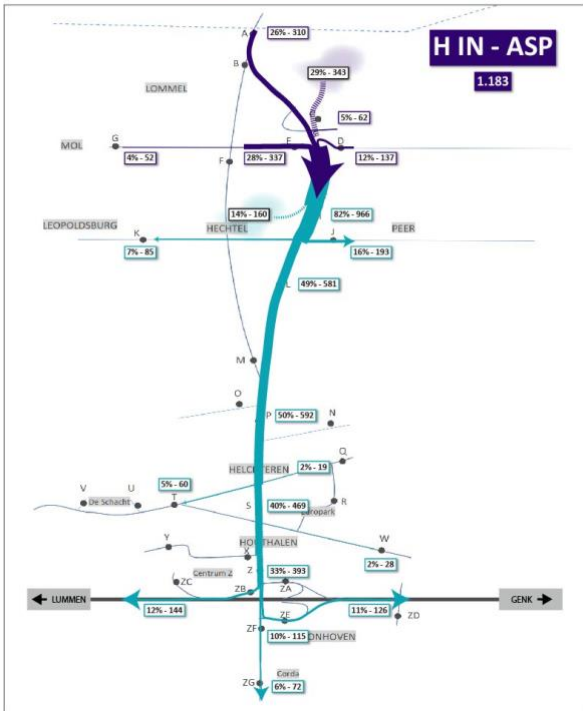 H IN - ASP
1.183
A
26% - 310
B
29% - 343
LOMMEL
5% - 62
MOL
G
E
D
4% - 52
28% - 337
12% - 137
F
14% - 160
82% - 966
LEOPOLDSBURG
HECHTEL
PEER
K
J
7% - 85
16% - 193
L
49% - 581
M
O
N
P
50% - 592
Q
HELCHTEREN
2% - 19
5% - 60
V
U
T
De Schacht
S
40% - 469
R
Europark
HOUTHALEN
Y
X
W
2% - 28
Z
33% - 393
Centrum Z
ZC
ZB
ZA
LUMMEN
GENK
12% - 144
11% - 126
ZE
ZD
ZF
10% - 115
ONHOVEN
Gorda
ZG
6% - 72